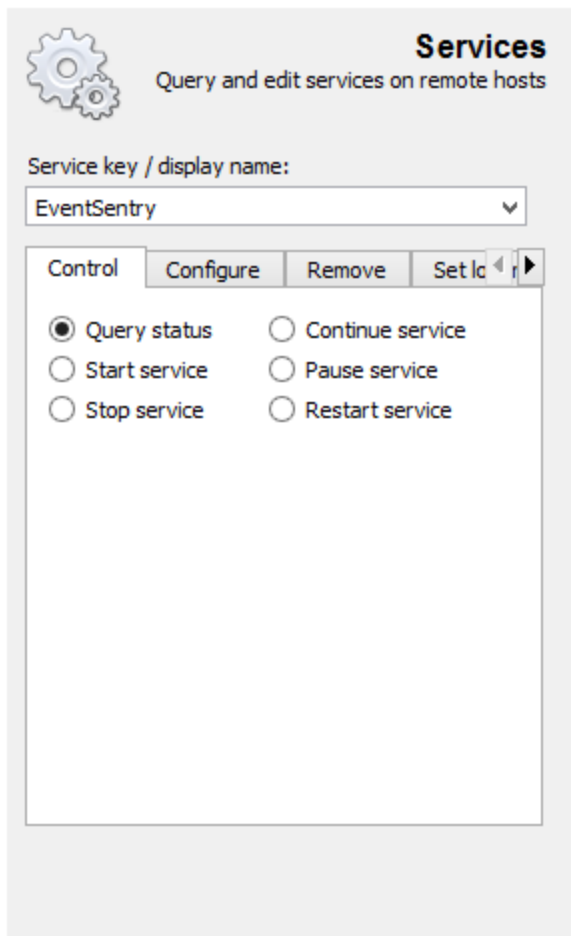 Services
Query and edit services on remote hosts
Service key / display name:
EventSentry
Control Configure Remove Set
Query status Continue service
Start service Pause service
Stop service Restart service